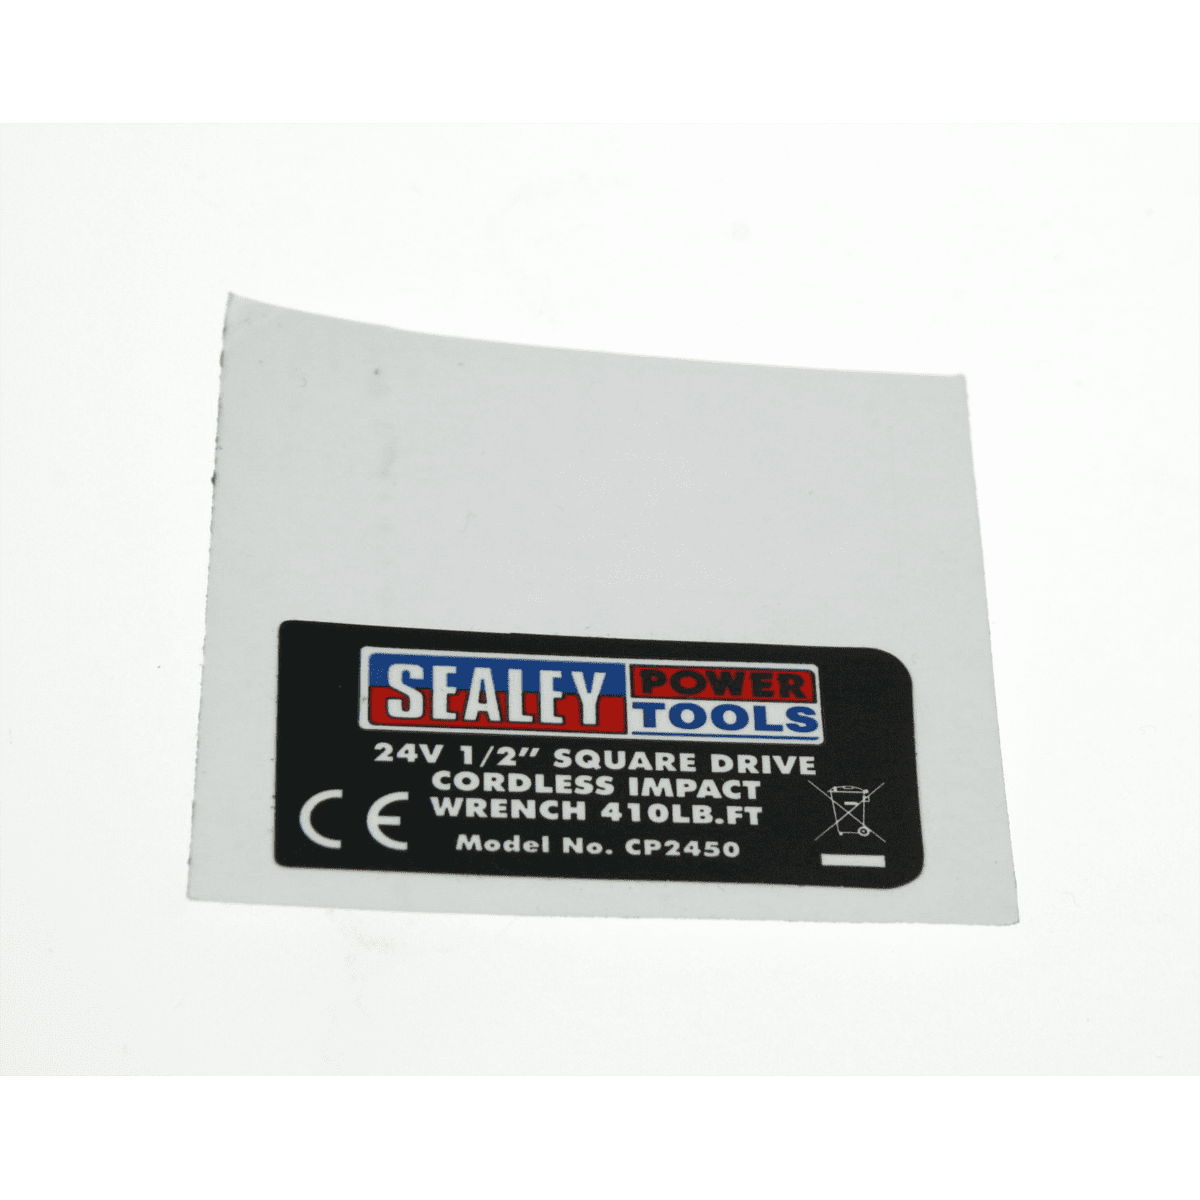 SEALEY POWER TOOLS
24V 1/2" SQUARE DRIVE
CORDLESS IMPACT
WRENCH 410LB.FT
Model No. CP2450
CE